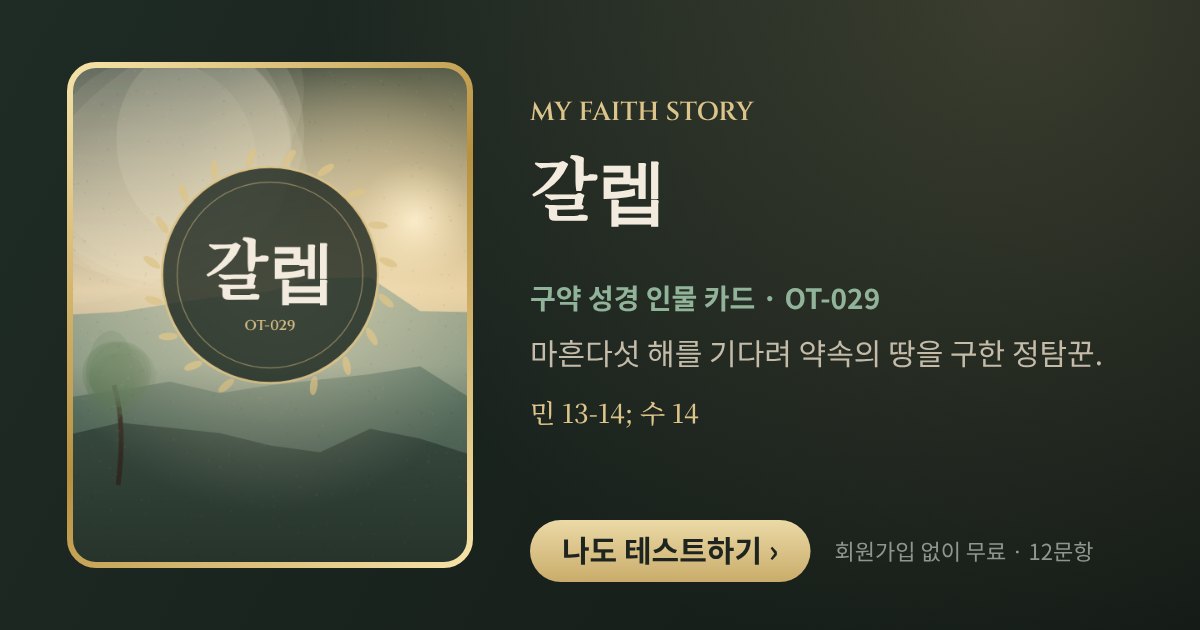 갈렙
OT-029
MY FAITH STORY
갈렙
구약 성경 인물 카드 · OT-029
마흔다섯 해를 기다려 약속의 땅을 구한 정탐꾼.
민 13-14; 수 14
나도 테스트하기 ›
회원가입 없이 무료 · 12문항